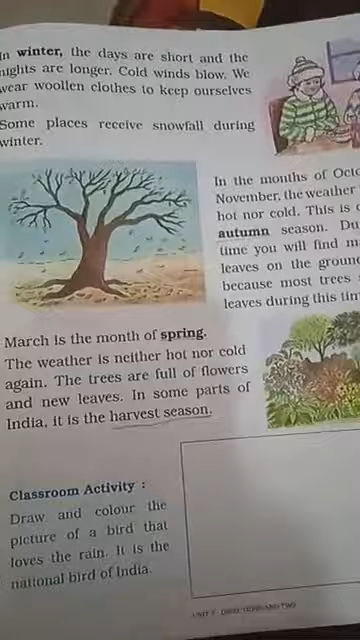 In winter, the days are short and the
nights are longer. Cold winds blow. We
wear woollen clothes to keep ourselves
warm.
Some places receive snowfall during
winter.
In the months of Octo
November, the weather
hot nor cold. This is
autumn season. Du
time you will find
leaves on the ground
because most trees
leaves during this tim
March is the month of spring.
The weather is neither hot nor cold
again. The trees are full of flowers
and new leaves. In some parts of
India, it is the harvest season.
Classroom Activity :
Draw and colour the
picture of a bird that
loves the rain. It is the
national bird of India.